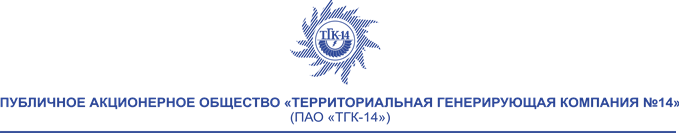 ТГК-14
ПУБЛИЧНОЕ АКЦИОНЕРНОЕ ОБЩЕСТВО «ТЕРРИТОРИАЛЬНАЯ ГЕНЕРИРУЮЩАЯ КОМПАНИЯ №14»
(ПАО «ТГК-14»)